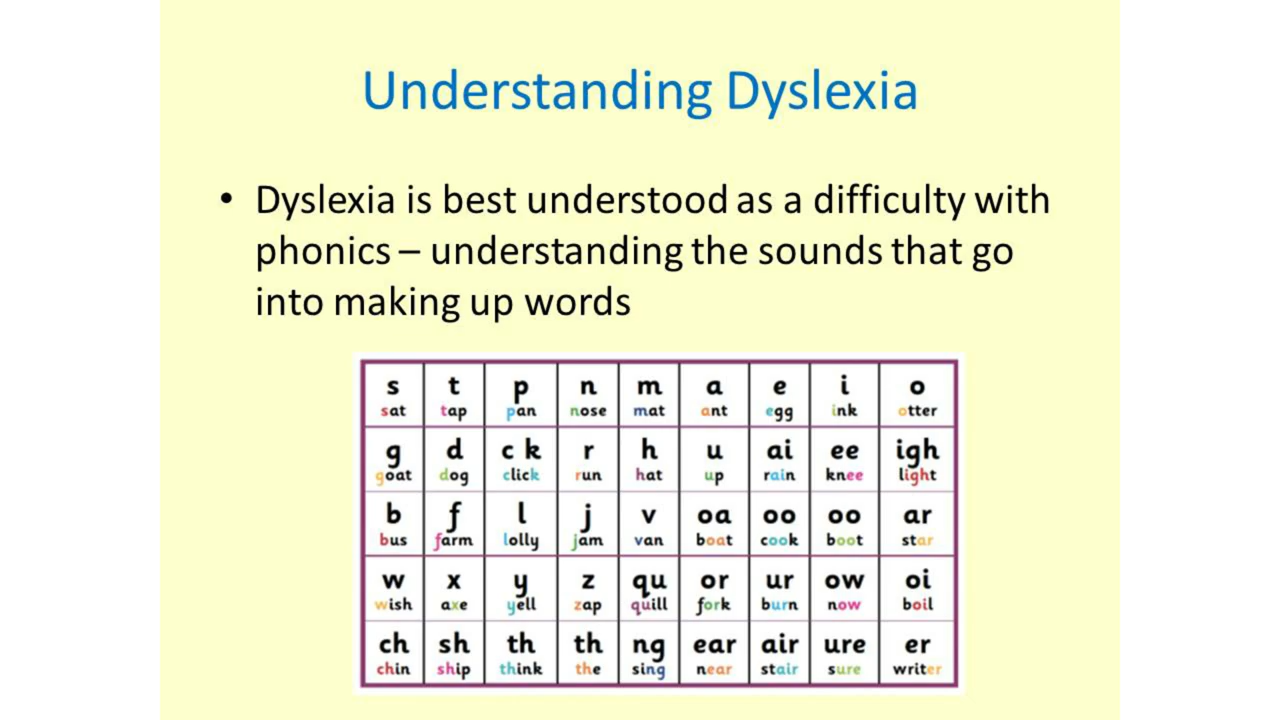 Understanding Dyslexia
• Dyslexia is best understood as a difficulty with
phonics – understanding the sounds that go
into making up words
s t p n m a e i o
sat tap pan nose mat ant egg ink otter
g d c k r h u ai ee igh
goat dog click run hat up rain knee light
b f l j v oa oo oo ar
bus farm lolly jam van boat cook boot star
w x y z qu or ur ow oi
wish axe yell zap quill fork burn now boil
ch sh th th ng ear air ure er
chin ship think the sing near stair sure writer